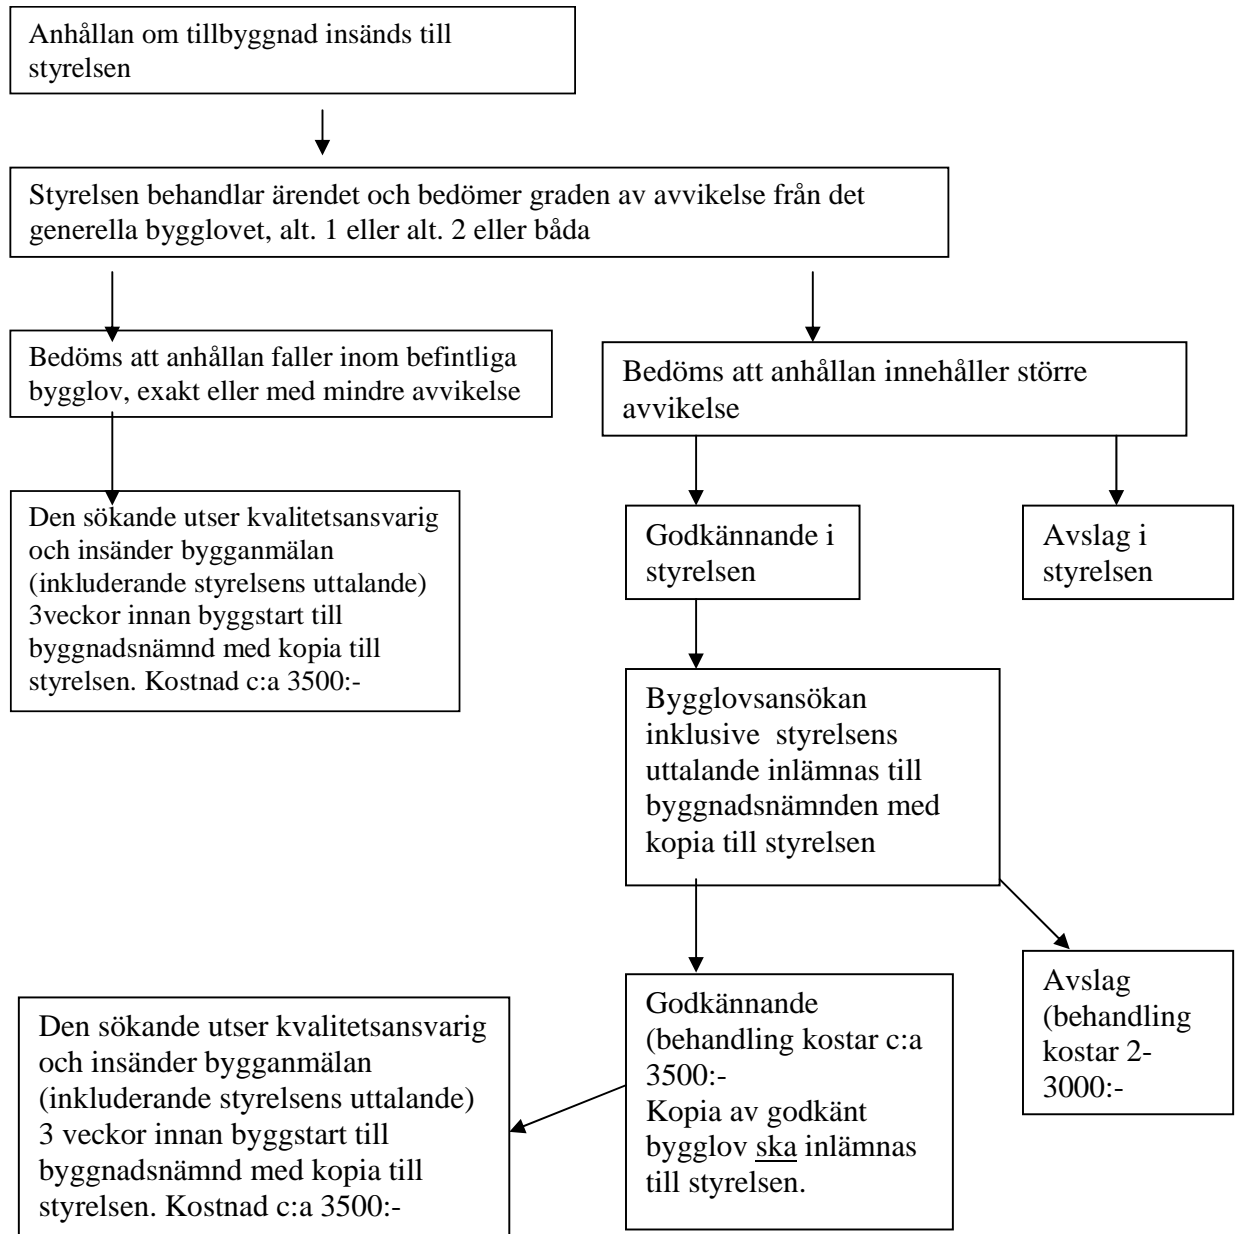 Anhållan om tillbyggnad insänds till
styrelsen
Styrelsen behandlar ärendet och bedömer graden av avvikelse från det
generella bygglovet, alt. 1 eller alt. 2 eller båda
Bedöms att anhållan faller inom befintliga
bygglov, exakt eller med mindre avvikelse
Bedöms att anhållan innehåller större
avvikelse
Den sökande utser kvalitetsansvarig
och insänder bygganmälan
(inkluderande styrelsens uttalande)
3veckor innan byggstart till
byggnadsnämnd med kopia till
styrelsen. Kostnad c:a 3500:-
Godkännande i
styrelsen
Avslag i
styrelsen
Bygglovsansökan
inklusive  styrelsens
uttalande inlämnas till
byggnadsnämnden med
kopia till styrelsen
Avslag
(behandling
kostar 2-
3000:-
Godkännande
(behandling kostar c:a
3500:-
Kopia av godkänt
bygglov ska inlämnas
till styrelsen.
Den sökande utser kvalitetsansvarig
och insänder bygganmälan
(inkluderande styrelsens uttalande)
3 veckor innan byggstart till
byggnadsnämnd med kopia till
styrelsen. Kostnad c:a 3500:-